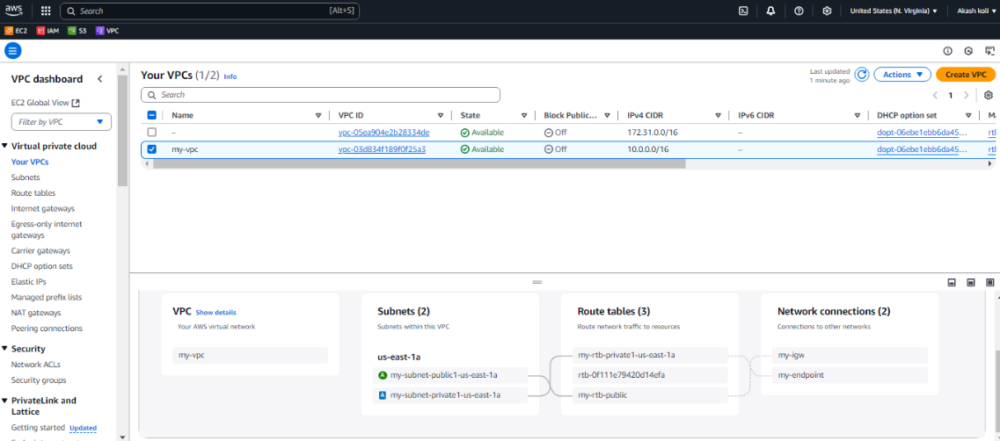 aws Search [Alt+S] United States (N. Virginia) Akash koli
EC2 IAM S3 VPC
VPC dashboard
EC2 Global View
Filter by VPC
Virtual private cloud
Your VPCs
Subnets
Route tables
Internet gateways
Egress-only internet
gateways
Carrier gateways
DHCP option sets
Elastic IPs
Managed prefix lists
NAT gateways
Peering connections
Security
Network ACLs
Security groups
PrivateLink and
Lattice
Getting started Updated
Your VPCs (1/2) Info
Last updated
1 minute ago
Actions
Create VPC
Search
1
Name VPC ID State Block Public... IPv4 CIDR IPv6 CIDR DHCP option set
– vpc-05ea904e2b28334de Available Off 172.31.0.0/16 – dopt-06ebe1ebb6da45... rtl
my-vpc vpc-03d834f189f0f25a3 Available Off 10.0.0.0/16 – dopt-06ebe1ebb6da45... rtl
VPC Show details
Your AWS virtual network
my-vpc
Subnets (2)
Subnets within this VPC
us-east-1a
A my-subnet-public1-us-east-1a
A my-subnet-private1-us-east-1a
Route tables (3)
Route network traffic to resources
my-rtb-private1-us-east-1a
rtb-0f111e79420d14efa
my-rtb-public
Network connections (2)
Connections to other networks
my-igw
my-endpoint